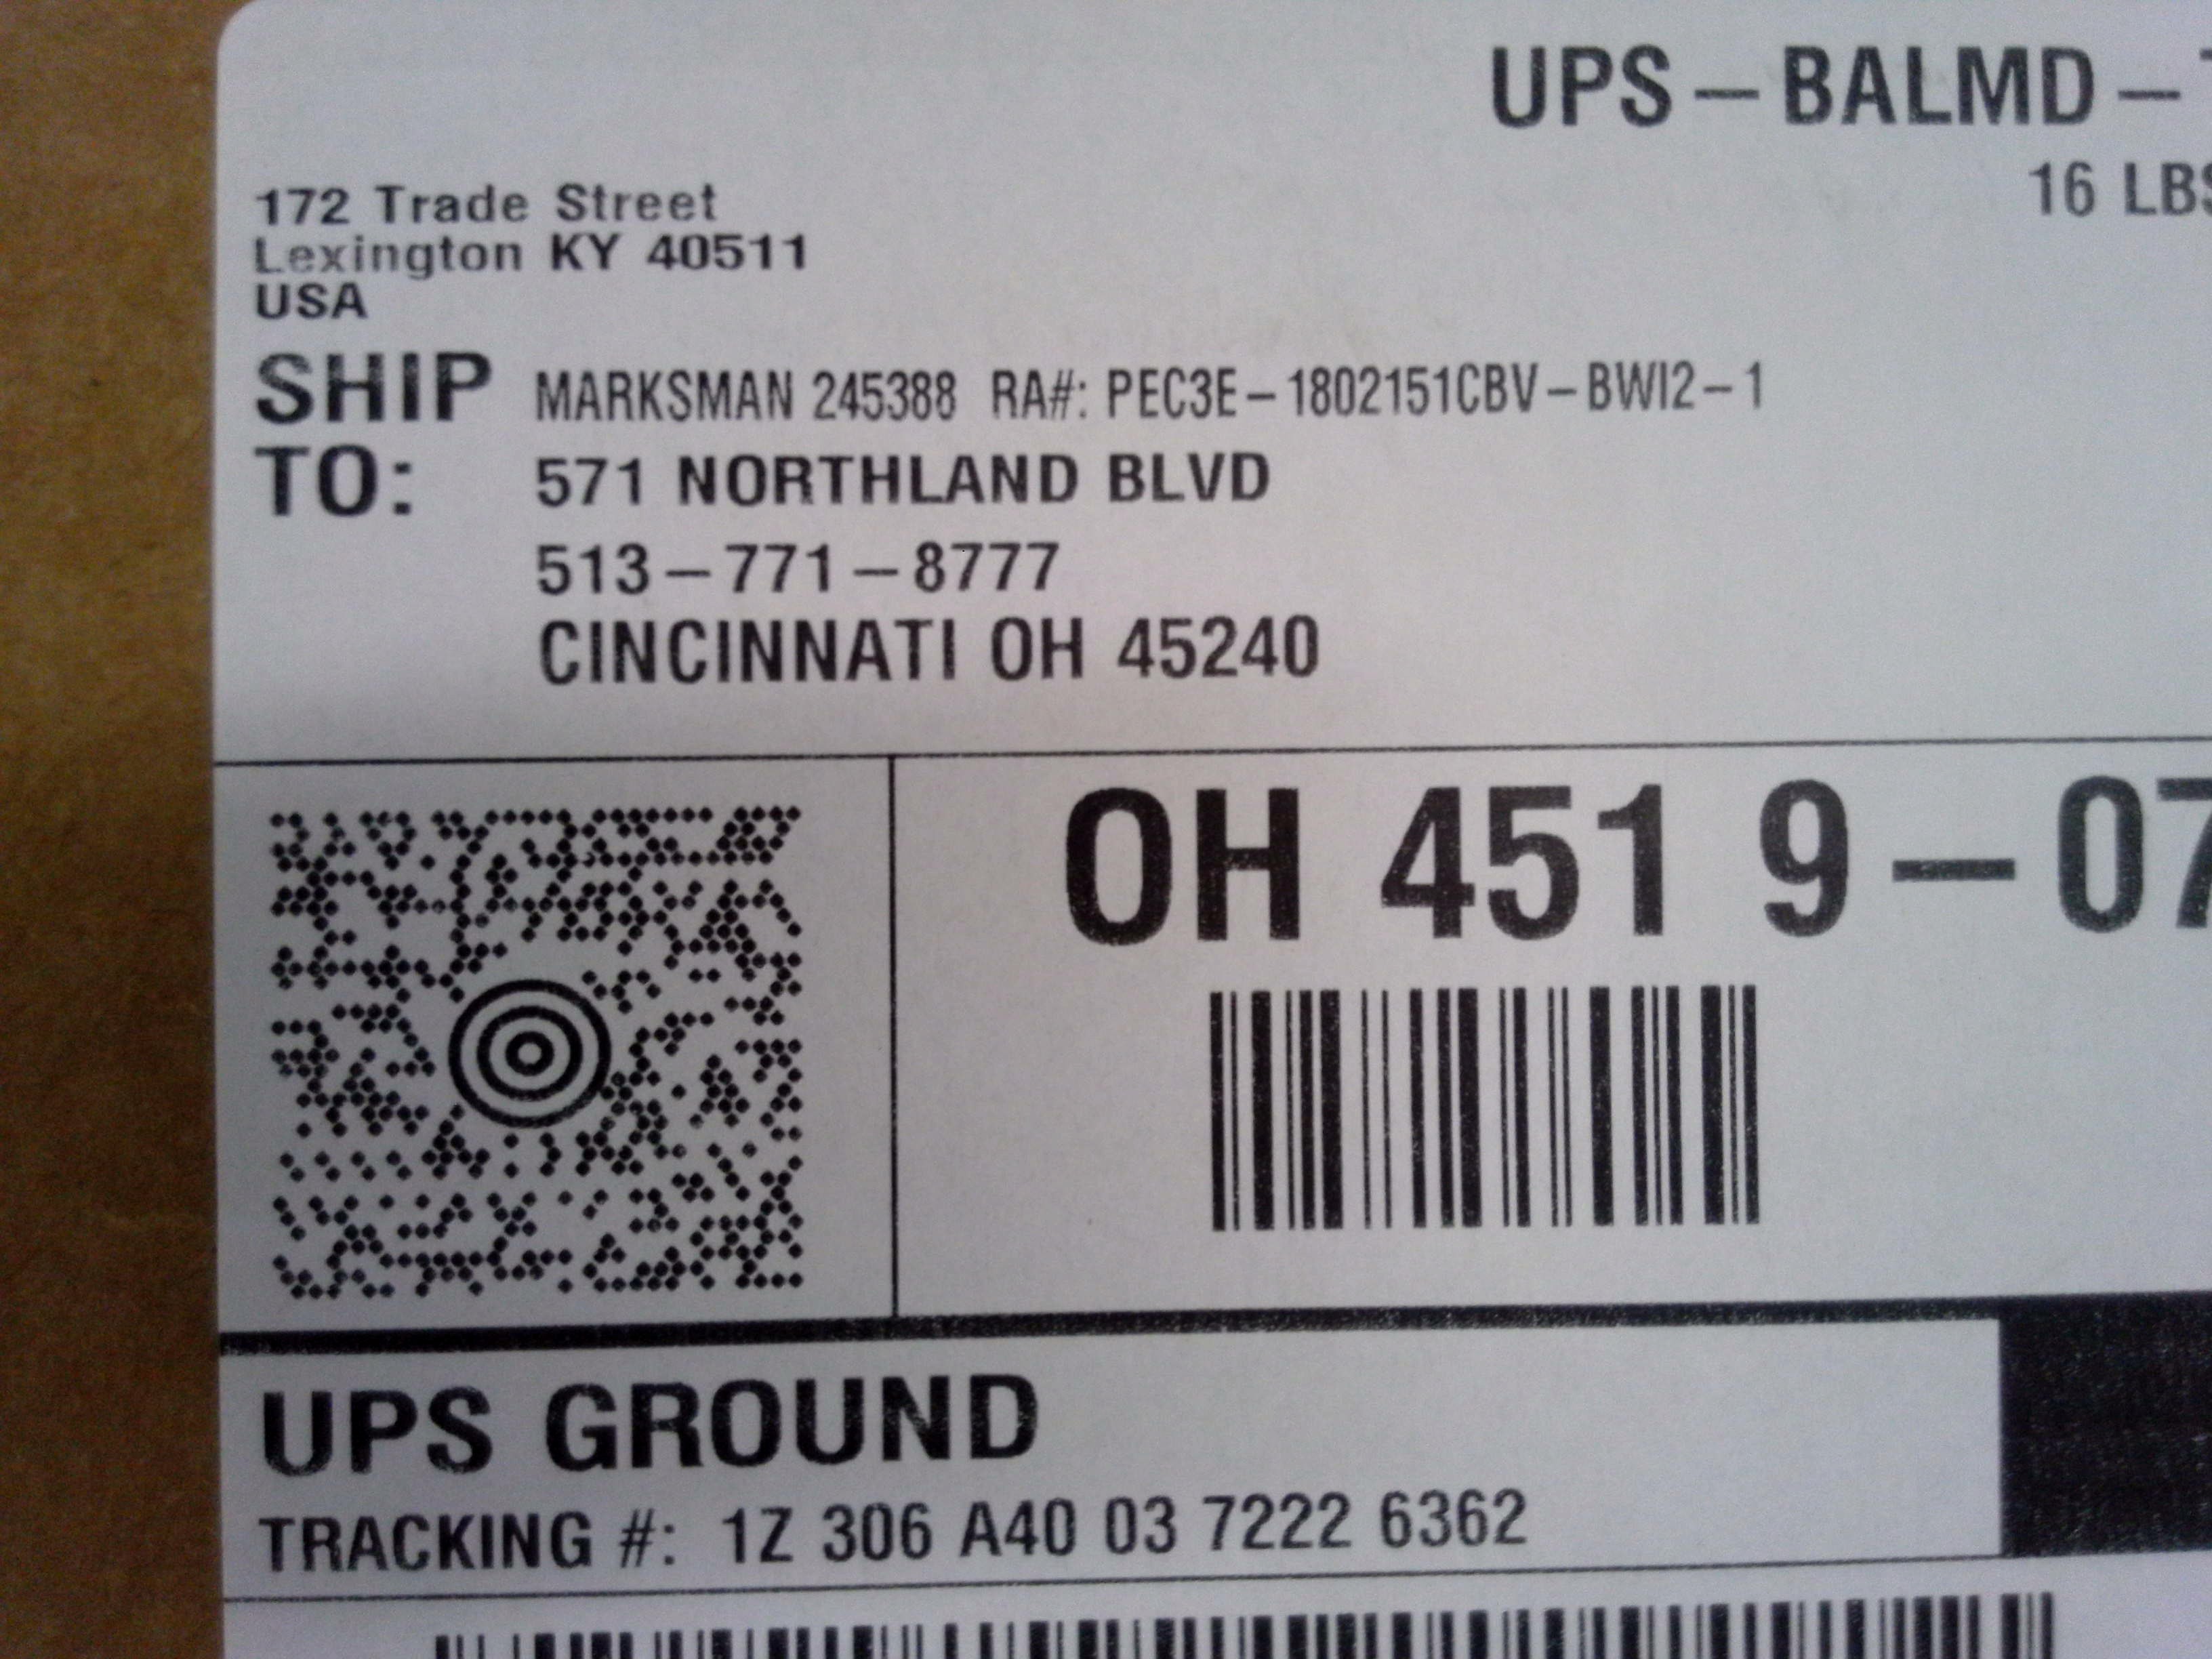 UPS-BALMD-
16 LBS
172 Trade Street
Lexington KY 40511
USA
SHIP TO: MARKSMAN 245388 RA#: PEC3E-1802151CBV-BWI2-1
571 NORTHLAND BLVD
513-771-8777
CINCINNATI OH 45240
OH 451 9-07
UPS GROUND
TRACKING #: 1Z 306 A40 03 7222 6362